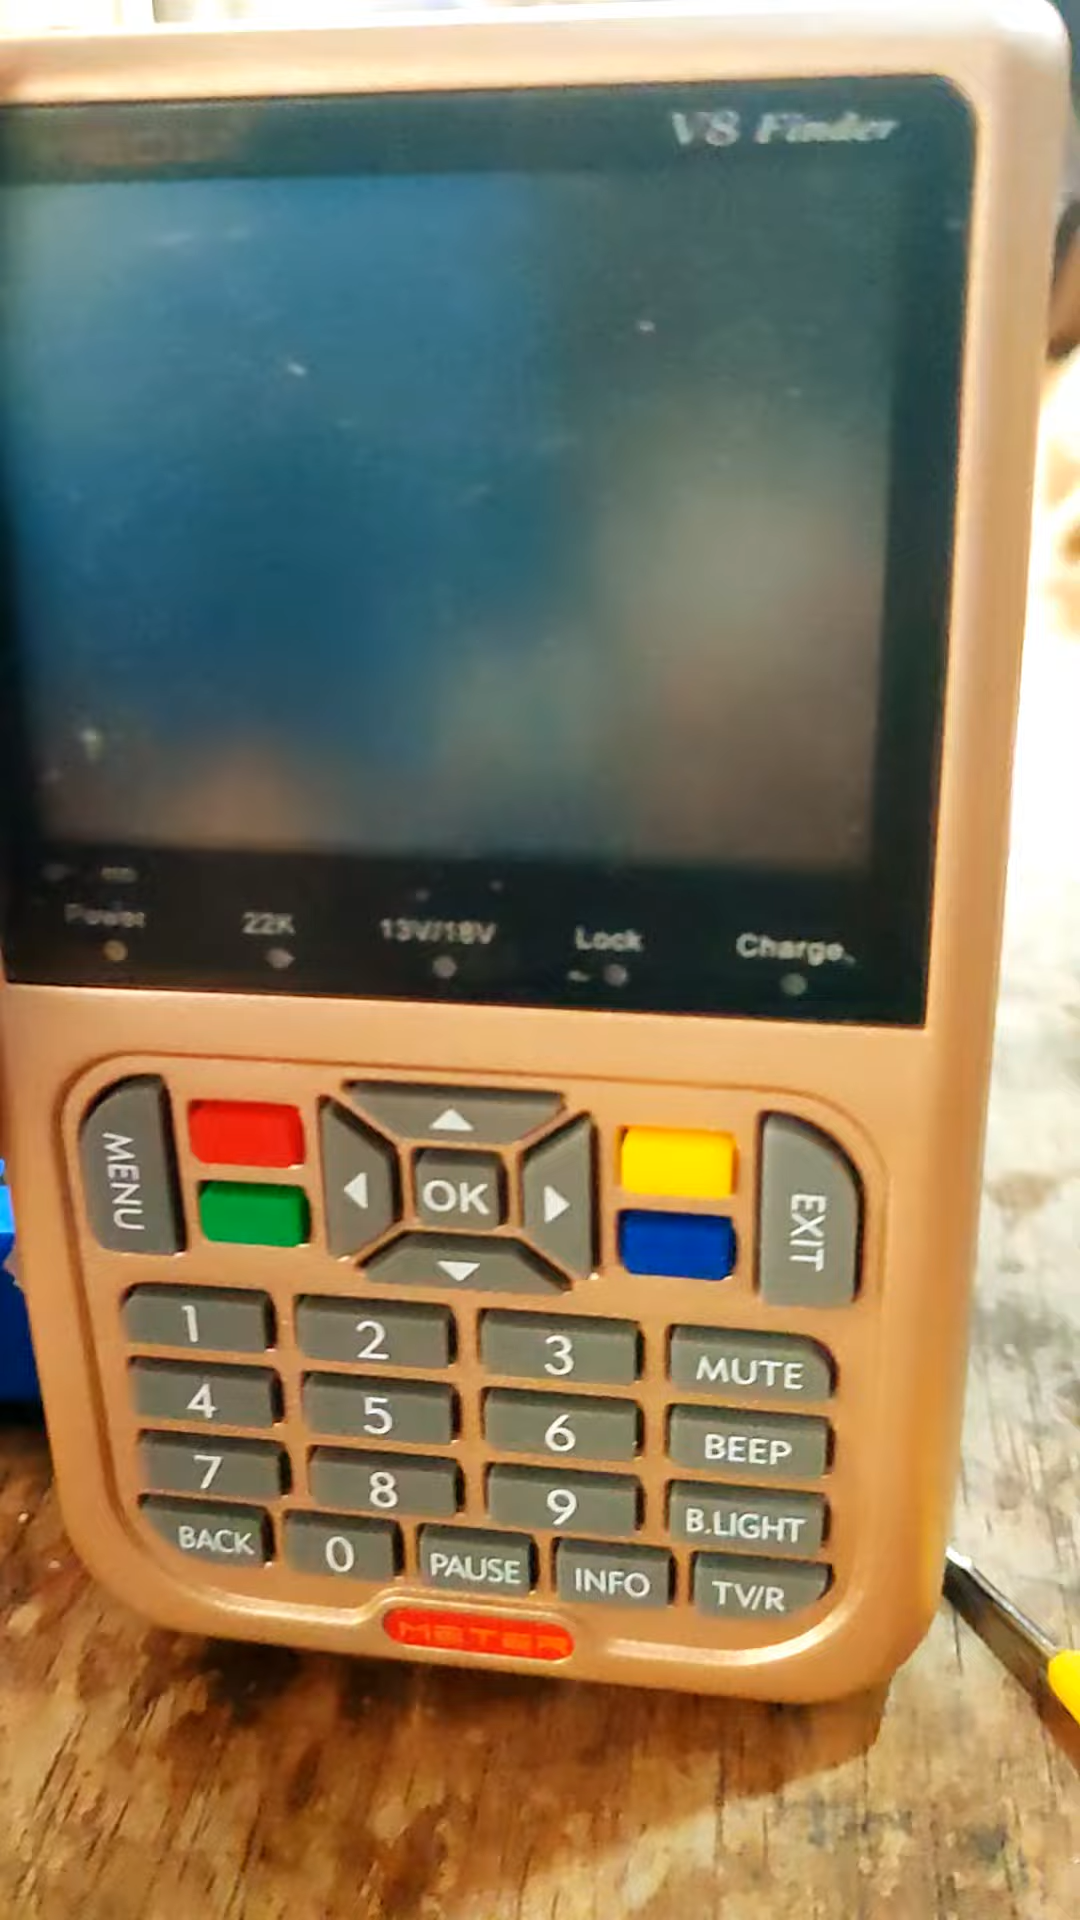 V8 Finder
Power 22K 13V/18V Lock Charge
MENU OK EXIT
1 2 3 MUTE
4 5 6 BEEP
7 8 9 B.LIGHT
BACK 0 PAUSE INFO TV/R
METER